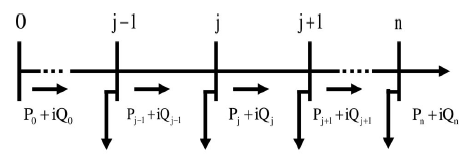 0 j-1 j j+1 n
P₀+iQ₀ Pⱼ₋₁+iQⱼ₋₁ Pⱼ+iQⱼ Pⱼ₊₁+iQⱼ₊₁ Pₙ+iQₙ